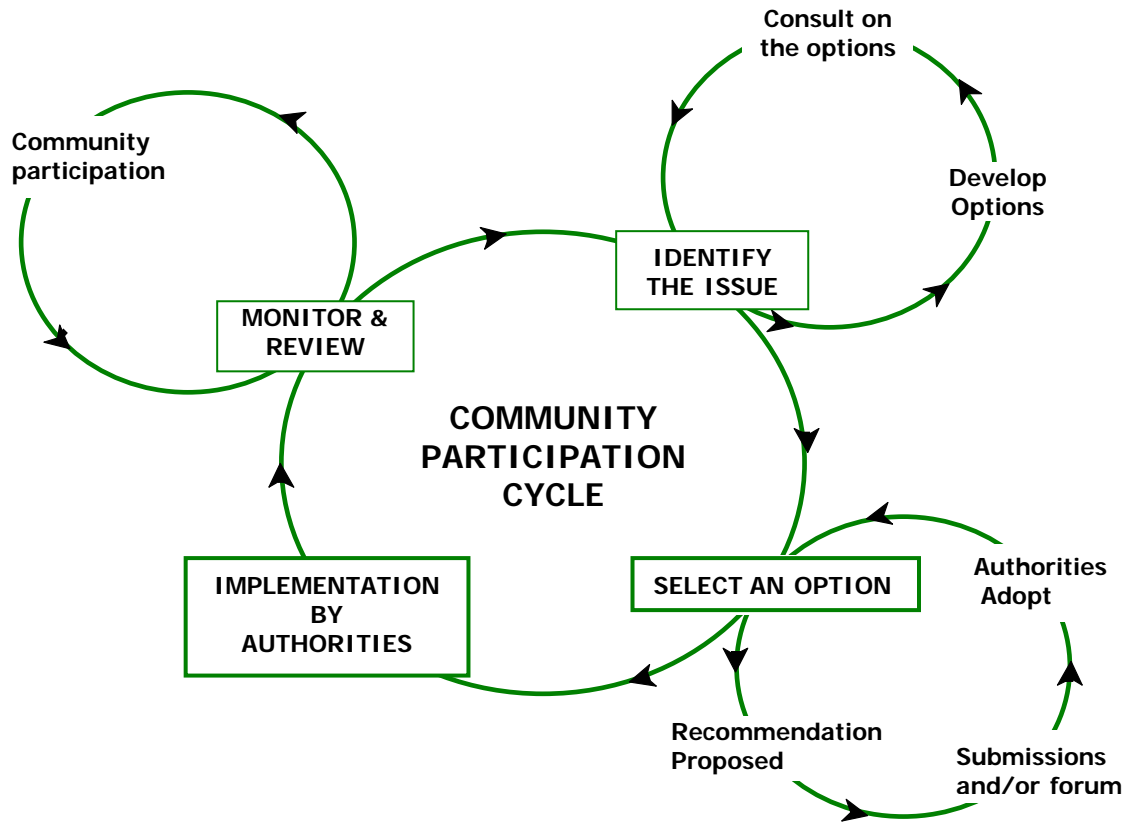 Consult on
the options
Community
participation
Develop
Options
IDENTIFY
THE ISSUE
MONITOR &
REVIEW
COMMUNITY
PARTICIPATION
CYCLE
IMPLEMENTATION
BY
AUTHORITIES
SELECT AN OPTION
Authorities
Adopt
Recommendation
Proposed
Submissions
and/or forum